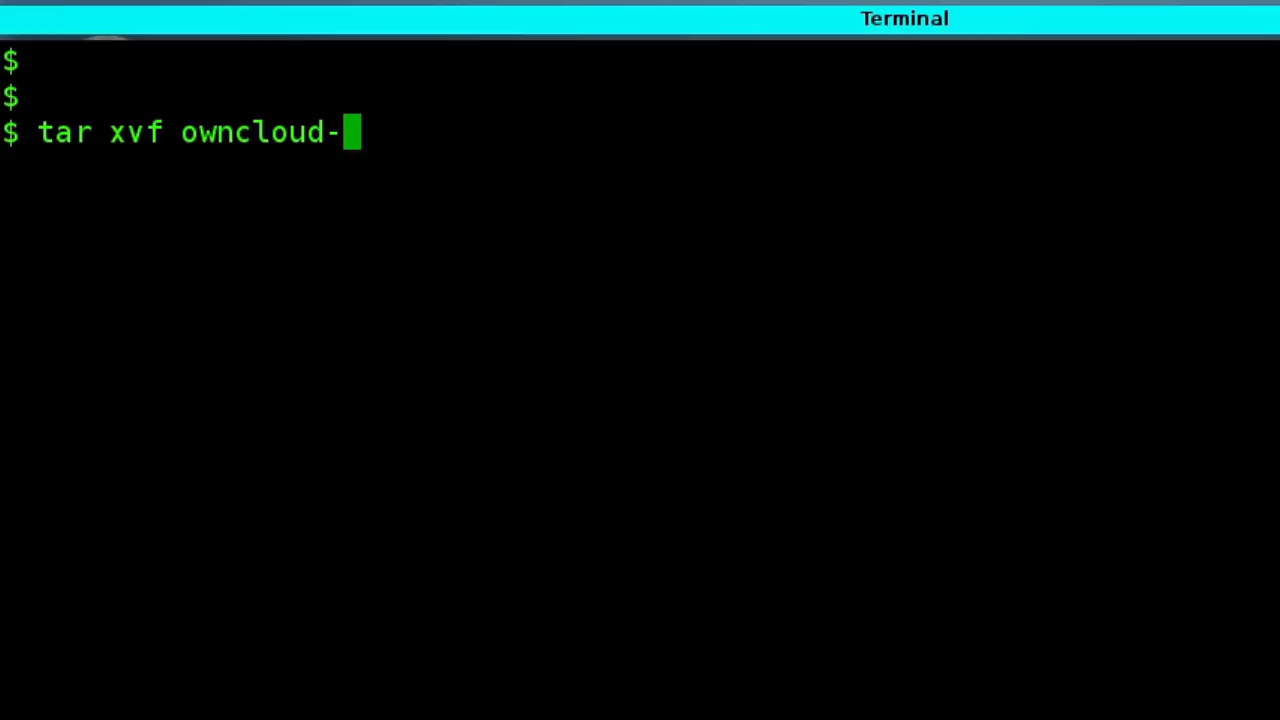 Terminal
$
$
$ tar xvf owncloud-